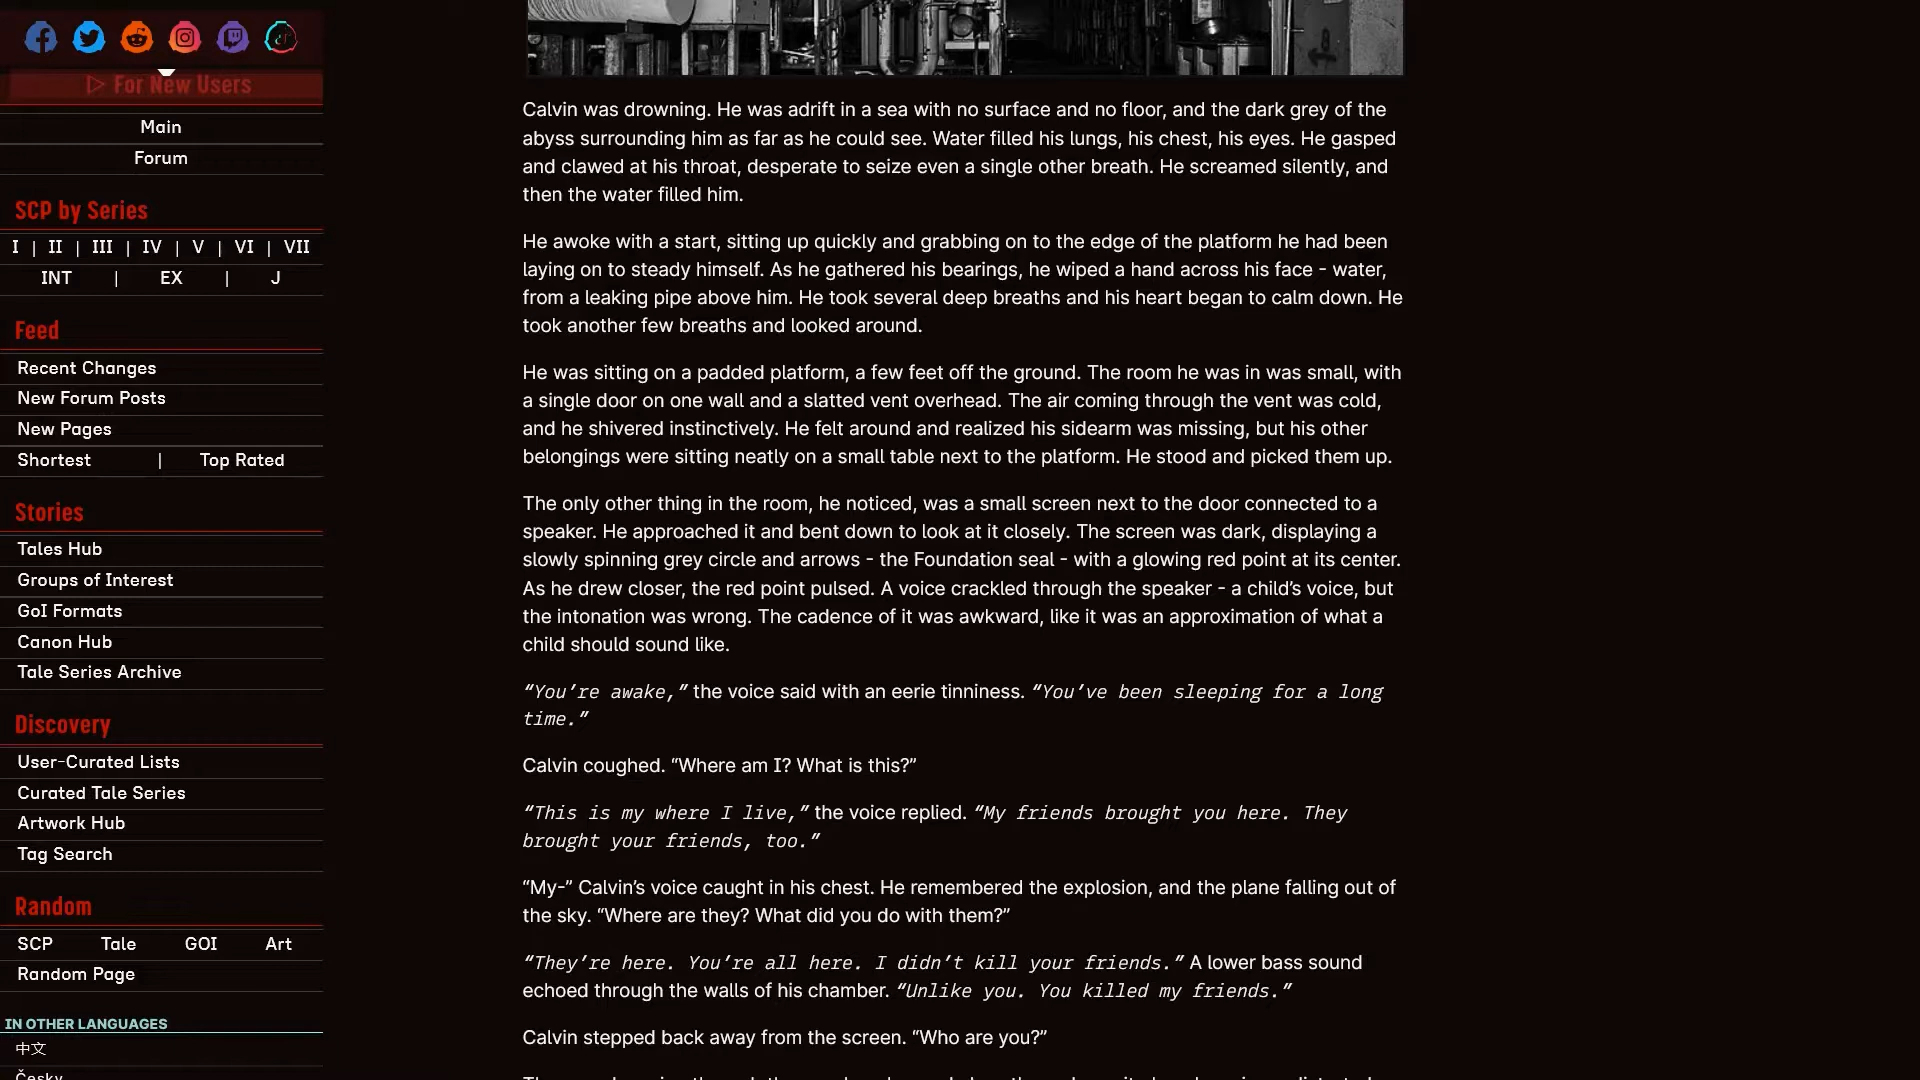 For New Users
Main
Forum
SCP by Series
I | II | III | IV | V | VI | VII
INT | EX | J
Feed
Recent Changes
New Forum Posts
New Pages
Shortest | Top Rated
Stories
Tales Hub
Groups of Interest
GoI Formats
Canon Hub
Tale Series Archive
Discovery
User-Curated Lists
Curated Tale Series
Artwork Hub
Tag Search
Random
SCP Tale GOI Art
Random Page
IN OTHER LANGUAGES
中文
Česky
Calvin was drowning. He was adrift in a sea with no surface and no floor, and the dark grey of the
abyss surrounding him as far as he could see. Water filled his lungs, his chest, his eyes. He gasped
and clawed at his throat, desperate to seize even a single other breath. He screamed silently, and
then the water filled him.
He awoke with a start, sitting up quickly and grabbing on to the edge of the platform he had been
laying on to steady himself. As he gathered his bearings, he wiped a hand across his face - water,
from a leaking pipe above him. He took several deep breaths and his heart began to calm down. He
took another few breaths and looked around.
He was sitting on a padded platform, a few feet off the ground. The room he was in was small, with
a single door on one wall and a slatted vent overhead. The air coming through the vent was cold,
and he shivered instinctively. He felt around and realized his sidearm was missing, but his other
belongings were sitting neatly on a small table next to the platform. He stood and picked them up.
The only other thing in the room, he noticed, was a small screen next to the door connected to a
speaker. He approached it and bent down to look at it closely. The screen was dark, displaying a
slowly spinning grey circle and arrows - the Foundation seal - with a glowing red point at its center.
As he drew closer, the red point pulsed. A voice crackled through the speaker - a child’s voice, but
the intonation was wrong. The cadence of it was awkward, like it was an approximation of what a
child should sound like.
“You’re awake,” the voice said with an eerie tinniness. “You’ve been sleeping for a long
time.”
Calvin coughed. “Where am I? What is this?”
“This is my where I live,” the voice replied. “My friends brought you here. They
brought your friends, too.”
“My-” Calvin’s voice caught in his chest. He remembered the explosion, and the plane falling out of
the sky. “Where are they? What did you do with them?”
“They’re here. You’re all here. I didn’t kill your friends.” A lower bass sound
echoed through the walls of his chamber. “Unlike you. You killed my friends.”
Calvin stepped back away from the screen. “Who are you?”